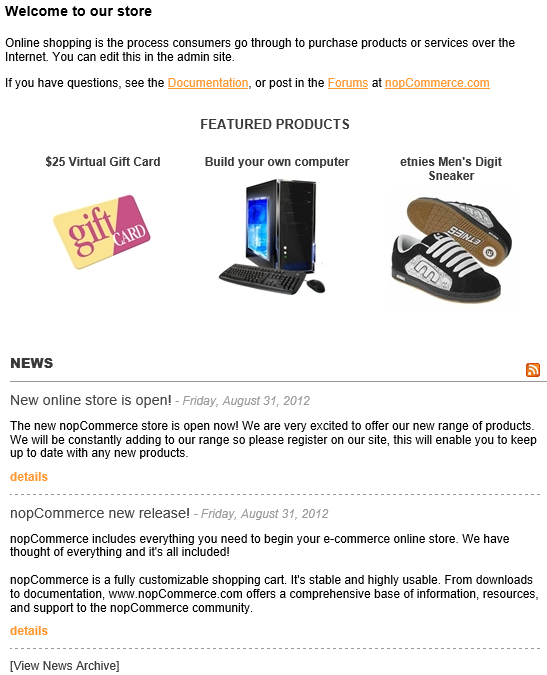 Welcome to our store
Online shopping is the process consumers go through to purchase products or services over the
Internet. You can edit this in the admin site.
If you have questions, see the Documentation, or post in the Forums at nopCommerce.com
FEATURED PRODUCTS
$25 Virtual Gift Card
Build your own computer
etnies Men's Digit
Sneaker
gift
CARD
ETNIES
NEWS
New online store is open! - Friday, August 31, 2012
The new nopCommerce store is open now! We are very excited to offer our new range of products.
We will be constantly adding to our range so please register on our site, this will enable you to keep
up to date with any new products.
details
nopCommerce new release! - Friday, August 31, 2012
nopCommerce includes everything you need to begin your e-commerce online store. We have
thought of everything and it's all included!
nopCommerce is a fully customizable shopping cart. It's stable and highly usable. From downloads
to documentation, www.nopCommerce.com offers a comprehensive base of information, resources,
and support to the nopCommerce community.
details
[View News Archive]